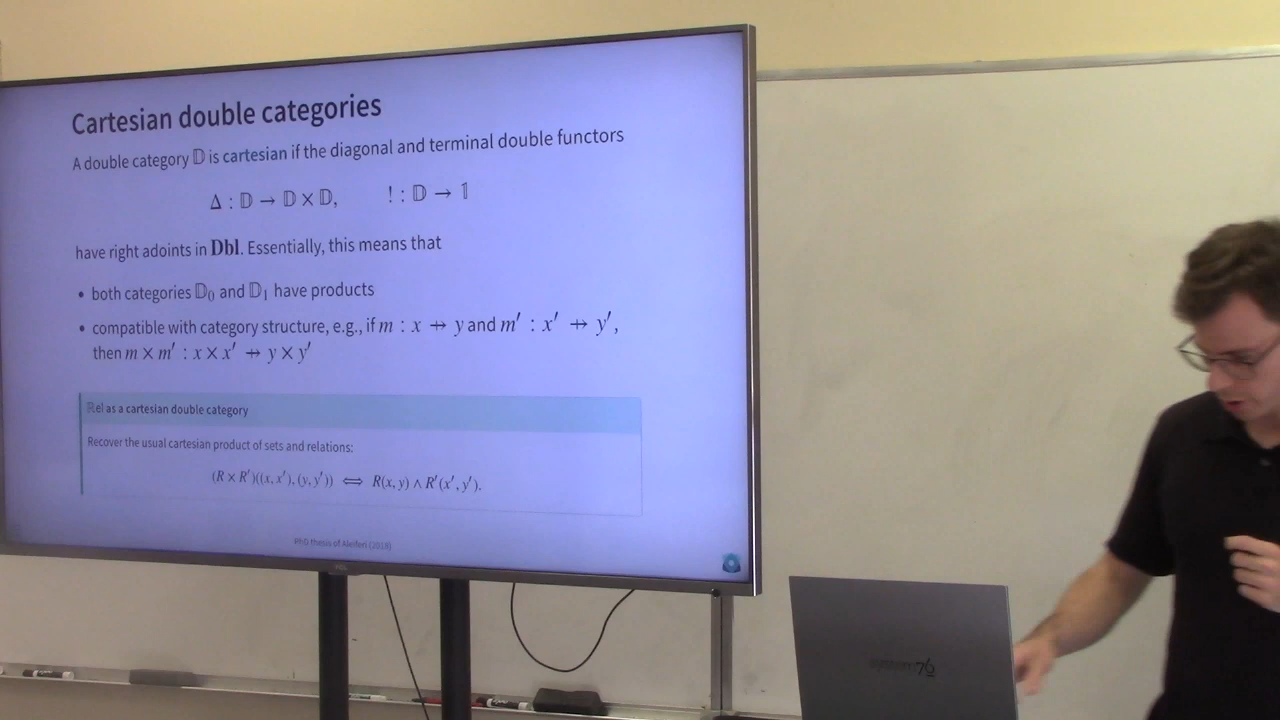 Cartesian double categories
A double category 𝔻 is cartesian if the diagonal and terminal double functors
Δ : 𝔻 → 𝔻 × 𝔻, ! : 𝔻 → 𝟙
have right adoints in Dbl. Essentially, this means that
• both categories 𝔻₀ and 𝔻₁ have products
• compatible with category structure, e.g., if m : x ⇸ y and m′ : x′ ⇸ y′,
then m × m′ : x × x′ ⇸ y × y′
ℝel as a cartesian double category
Recover the usual cartesian product of sets and relations:
(R × R′)((x, x′), (y, y′)) ⟺ R(x, y) ∧ R′(x′, y′).
PhD thesis of Aleiferi (2018)
TCL
system76